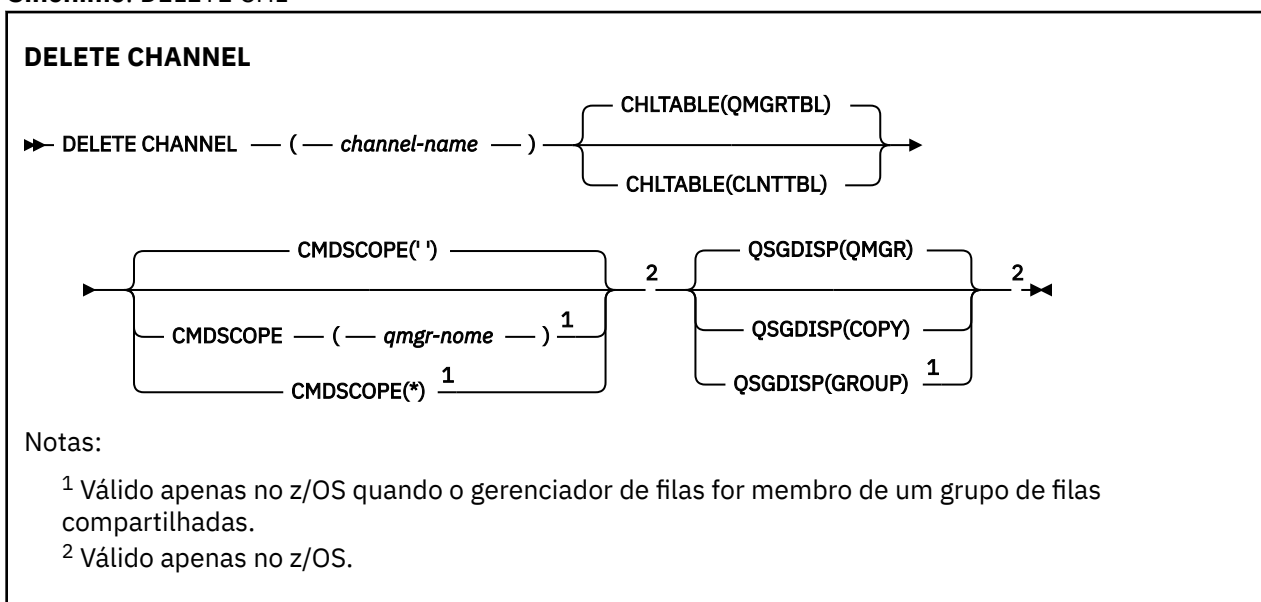 DELETE CHANNEL
CHLTABLE(QMGRTBL)
DELETE CHANNEL ( channel-name )
CHLTABLE(CLNTTBL)
CMDSCOPE(' ') 2 QSGDISP(QMGR) 2
CMDSCOPE ( qmgr-nome ) 1 QSGDISP(COPY)
CMDSCOPE(*) 1 QSGDISP(GROUP) 1
Notas:
1 Válido apenas no z/OS quando o gerenciador de filas for membro de um grupo de filas
compartilhadas.
2 Válido apenas no z/OS.